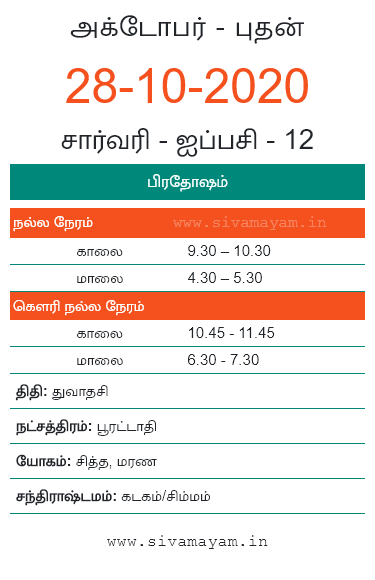 அக்டோபர் - புதன்
28-10-2020
சார்வரி - ஐப்பசி - 12
பிரதோஷம்
நல்ல நேரம் www.sivamayam.in
காலை 9.30 – 10.30
மாலை 4.30 – 5.30
கௌரி நல்ல நேரம்
காலை 10.45 - 11.45
மாலை 6.30 - 7.30
திதி: துவாதசி
நட்சத்திரம்: பூரட்டாதி
யோகம்: சித்த, மரண
சந்திராஷ்டமம்: கடகம்/சிம்மம்
www.sivamayam.in